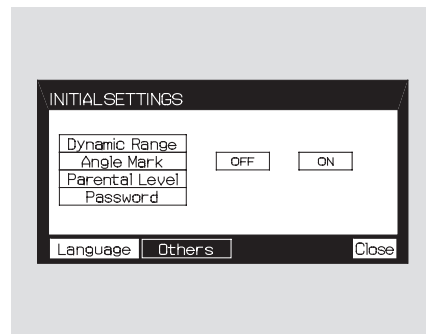 INITIALSETTINGS
Dynamic Range
Angle Mark OFF ON
Parental Level
Password
Language Others Close